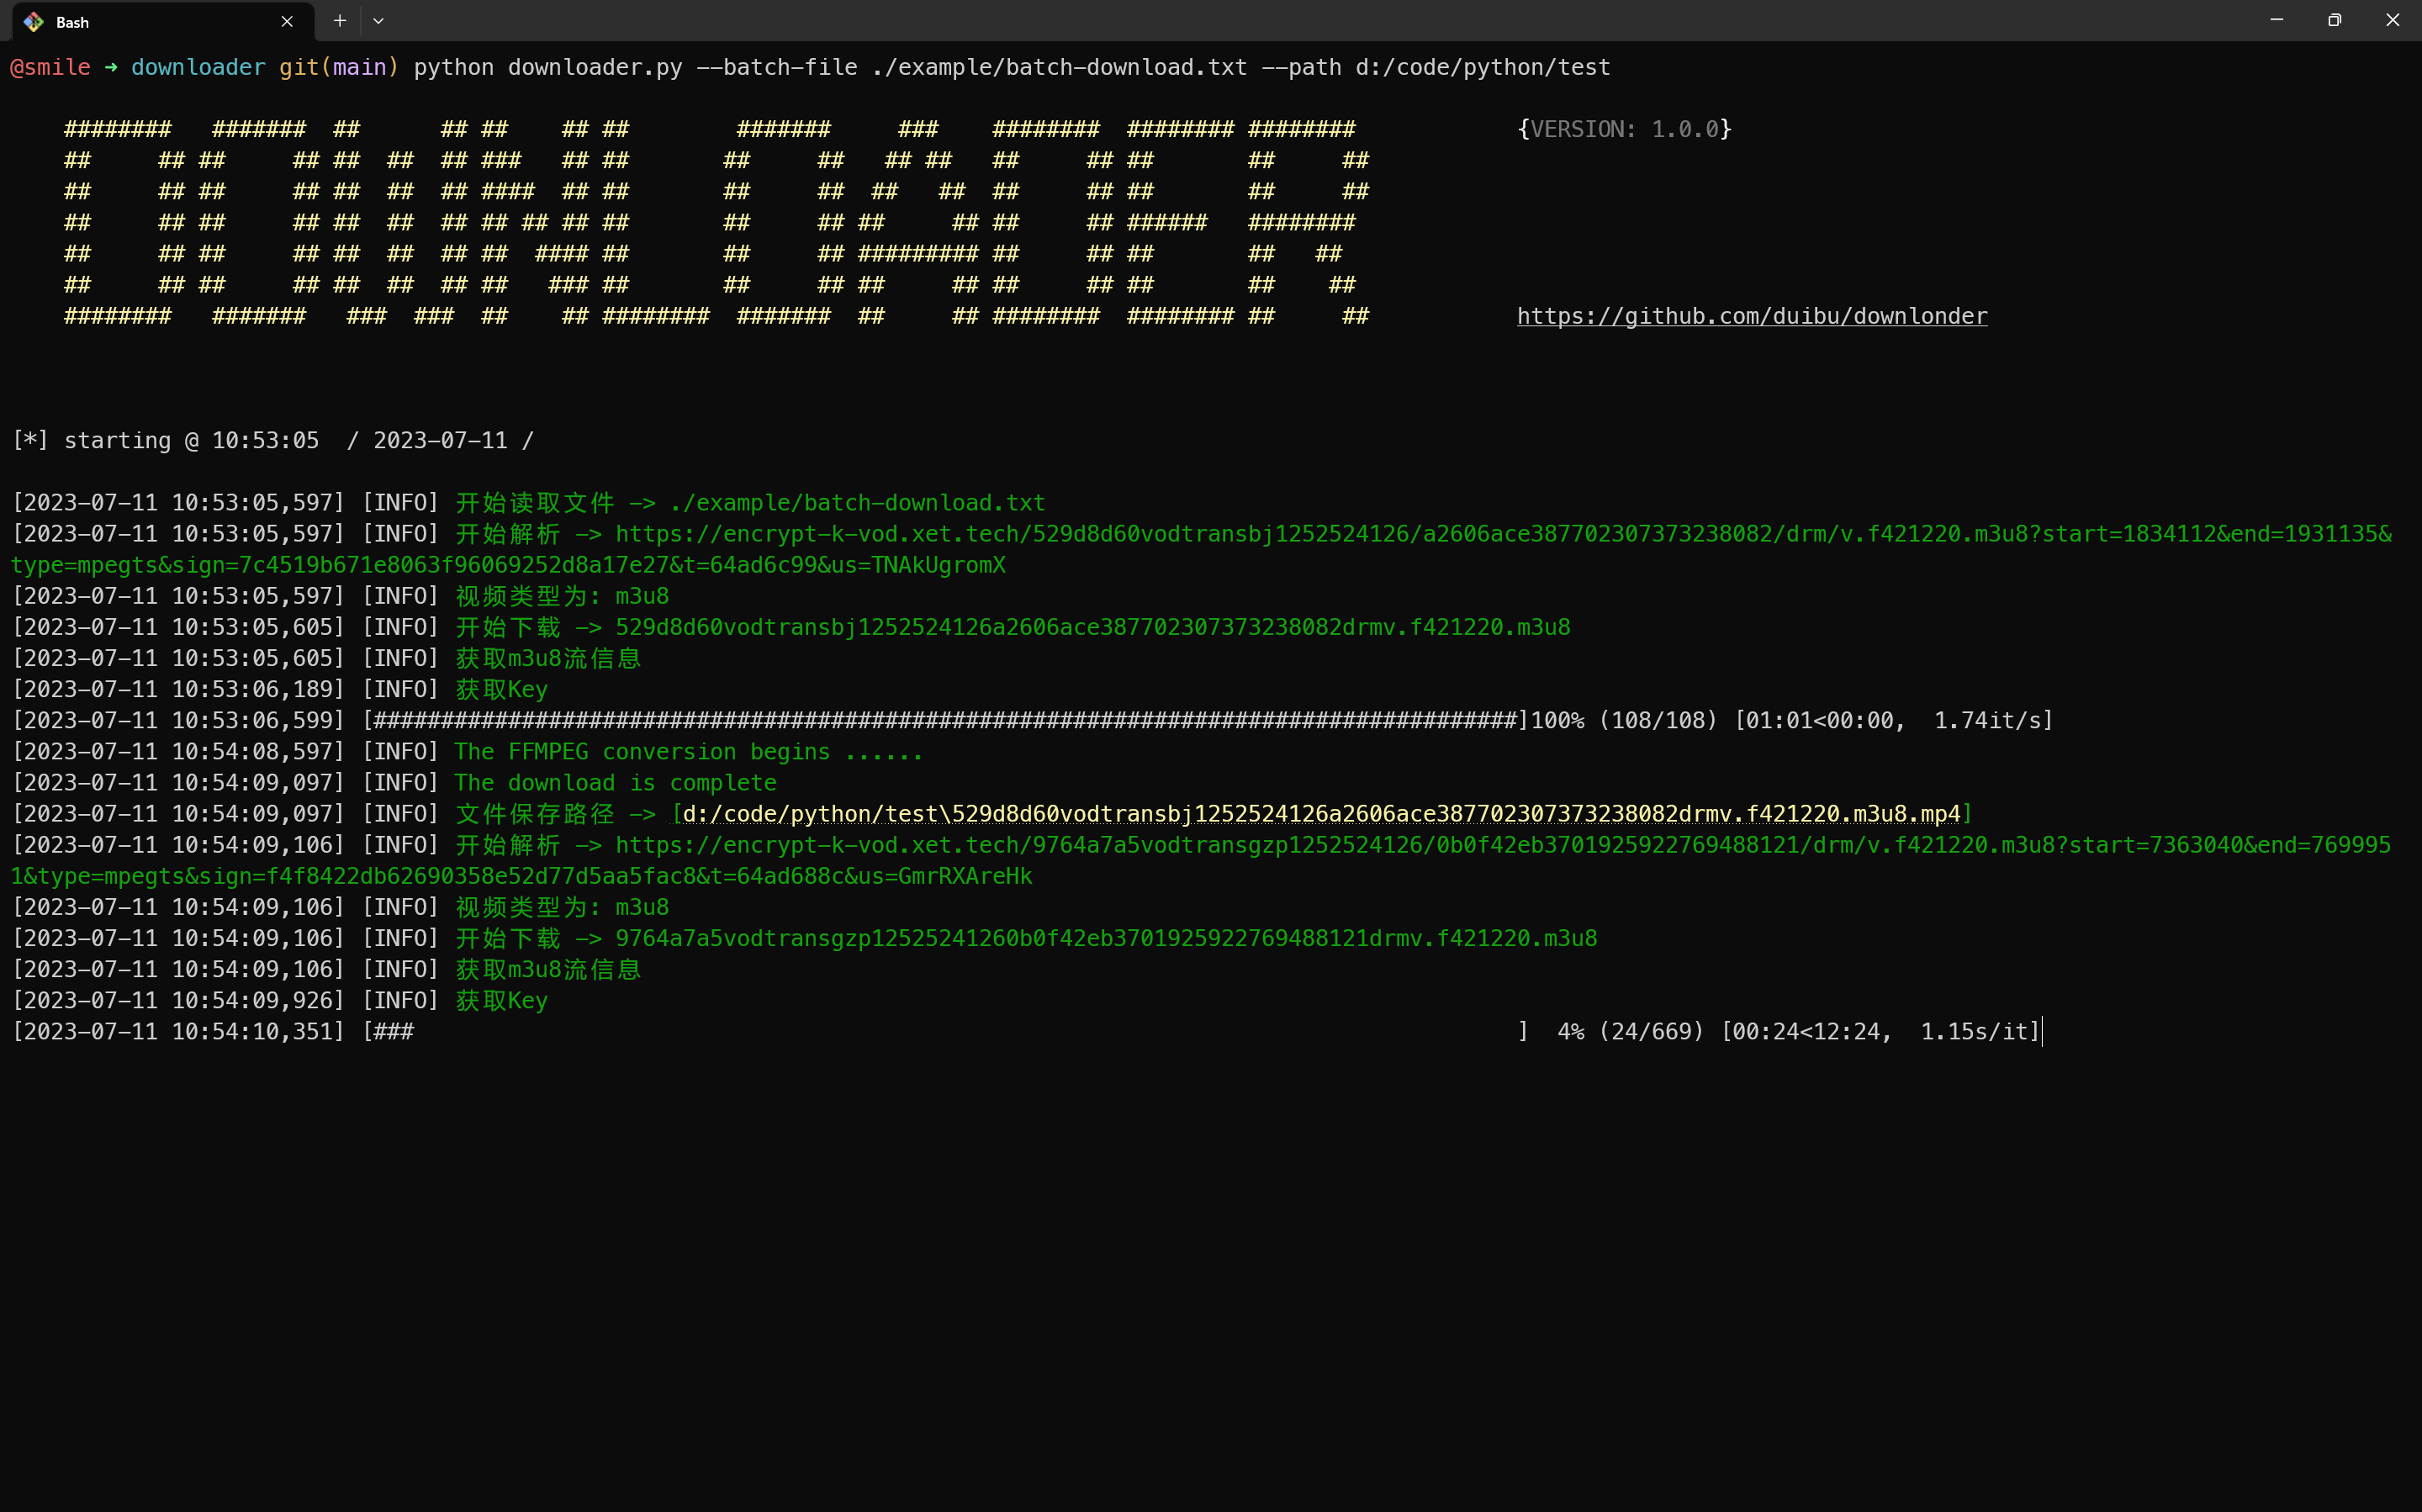 Bash
@smile ➜ downloader git(main) python downloader.py --batch-file ./example/batch-download.txt --path d:/code/python/test
########   #######  ##      ## ##    ## ##        #######     ###    ########  ######## ########            {VERSION: 1.0.0}
##     ## ##     ## ##  ##  ## ###   ## ##       ##     ##   ## ##   ##     ## ##       ##     ##
##     ## ##     ## ##  ##  ## ####  ## ##       ##     ##  ##   ##  ##     ## ##       ##     ##
##     ## ##     ## ##  ##  ## ## ## ## ##       ##     ## ##     ## ##     ## ######   ########
##     ## ##     ## ##  ##  ## ##  #### ##       ##     ## ######### ##     ## ##       ##   ##
##     ## ##     ## ##  ##  ## ##   ### ##       ##     ## ##     ## ##     ## ##       ##    ##
########   #######   ###  ###  ##    ## ########  #######  ##     ## ########  ######## ##     ##           https://github.com/duibu/downlonder
[*] starting @ 10:53:05  / 2023-07-11 /
[2023-07-11 10:53:05,597] [INFO] 开始读取文件 -> ./example/batch-download.txt
[2023-07-11 10:53:05,597] [INFO] 开始解析 -> https://encrypt-k-vod.xet.tech/529d8d60vodtransbj1252524126/a2606ace387702307373238082/drm/v.f421220.m3u8?start=1834112&end=1931135&
type=mpegts&sign=7c4519b671e8063f96069252d8a17e27&t=64ad6c99&us=TNAkUgromX
[2023-07-11 10:53:05,597] [INFO] 视频类型为: m3u8
[2023-07-11 10:53:05,605] [INFO] 开始下载 -> 529d8d60vodtransbj1252524126a2606ace387702307373238082drmv.f421220.m3u8
[2023-07-11 10:53:05,605] [INFO] 获取m3u8流信息
[2023-07-11 10:53:06,189] [INFO] 获取Key
[2023-07-11 10:53:06,599] [#####################################################################################]100% (108/108) [01:01<00:00,  1.74it/s]
[2023-07-11 10:54:08,597] [INFO] The FFMPEG conversion begins ......
[2023-07-11 10:54:09,097] [INFO] The download is complete
[2023-07-11 10:54:09,097] [INFO] 文件保存路径 -> [d:/code/python/test\529d8d60vodtransbj1252524126a2606ace387702307373238082drmv.f421220.m3u8.mp4]
[2023-07-11 10:54:09,106] [INFO] 开始解析 -> https://encrypt-k-vod.xet.tech/9764a7a5vodtransgzp1252524126/0b0f42eb3701925922769488121/drm/v.f421220.m3u8?start=7363040&end=769995
1&type=mpegts&sign=f4f8422db62690358e52d77d5aa5fac8&t=64ad688c&us=GmrRXAreHk
[2023-07-11 10:54:09,106] [INFO] 视频类型为: m3u8
[2023-07-11 10:54:09,106] [INFO] 开始下载 -> 9764a7a5vodtransgzp12525241260b0f42eb3701925922769488121drmv.f421220.m3u8
[2023-07-11 10:54:09,106] [INFO] 获取m3u8流信息
[2023-07-11 10:54:09,926] [INFO] 获取Key
[2023-07-11 10:54:10,351] [###                                                                                  ]  4% (24/669) [00:24<12:24,  1.15s/it]